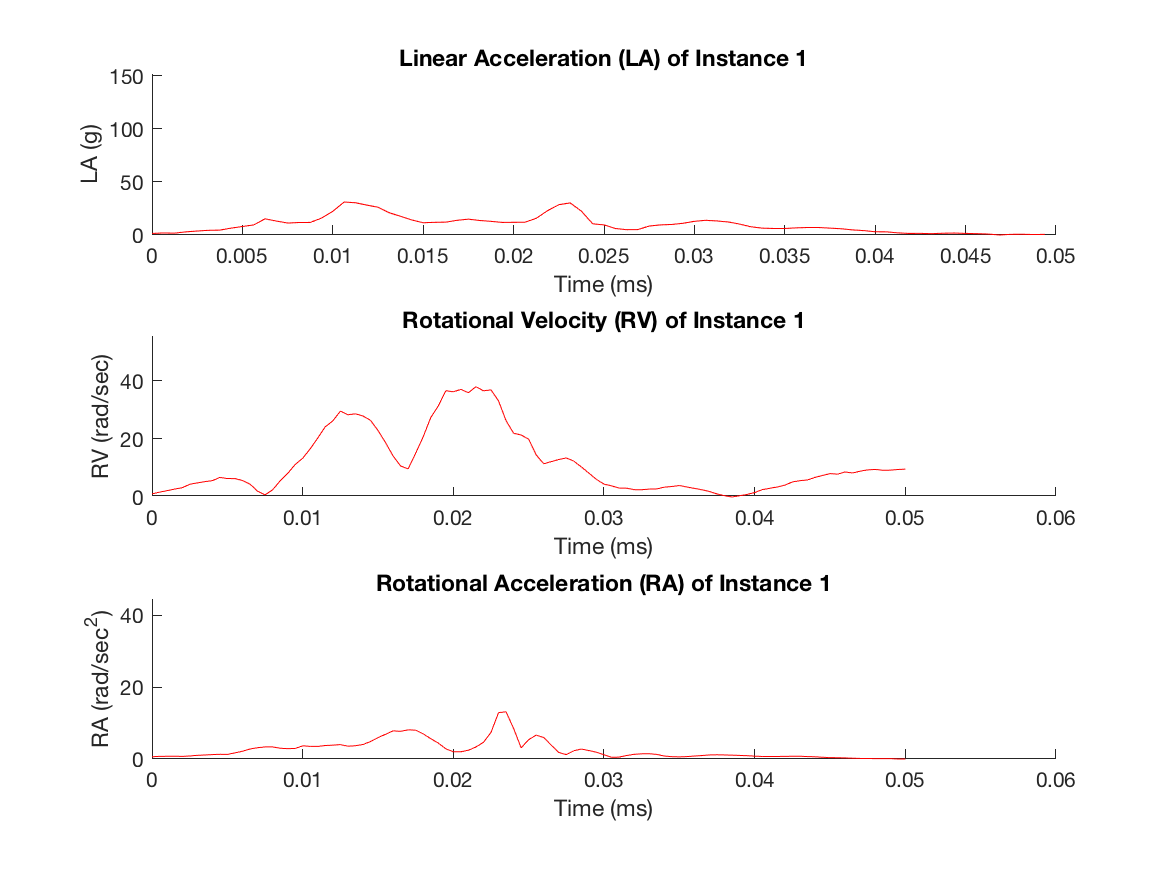 Linear Acceleration (LA) of Instance 1
150
100
50
0
LA (g)
0 0.005 0.01 0.015 0.02 0.025 0.03 0.035 0.04 0.045 0.05
Time (ms)
Rotational Velocity (RV) of Instance 1
40
20
0
RV (rad/sec)
0 0.01 0.02 0.03 0.04 0.05 0.06
Time (ms)
Rotational Acceleration (RA) of Instance 1
40
20
0
RA (rad/sec²)
0 0.01 0.02 0.03 0.04 0.05 0.06
Time (ms)